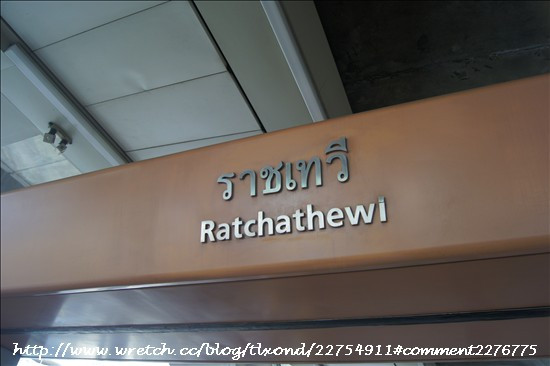 ราชเทวี
Ratchathewi
http://www.wretch.cc/blog/tlxond/22754911#comment2276775